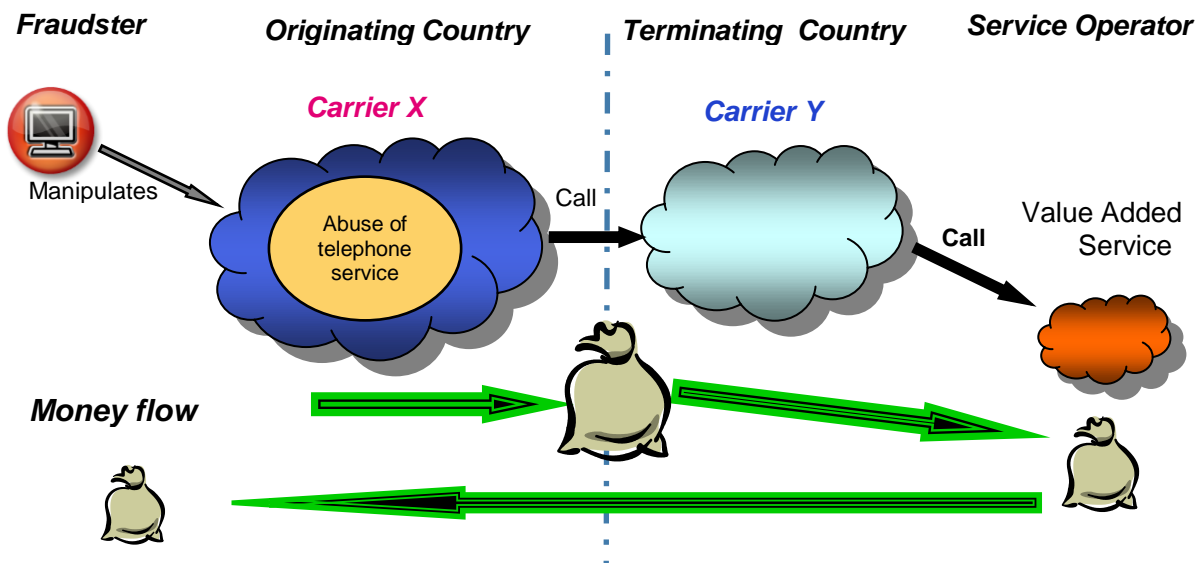 Fraudster
Originating Country
Terminating Country
Service Operator
Carrier X
Carrier Y
Manipulates
Abuse of
telephone
service
Call
Call
Value Added
Service
Money flow